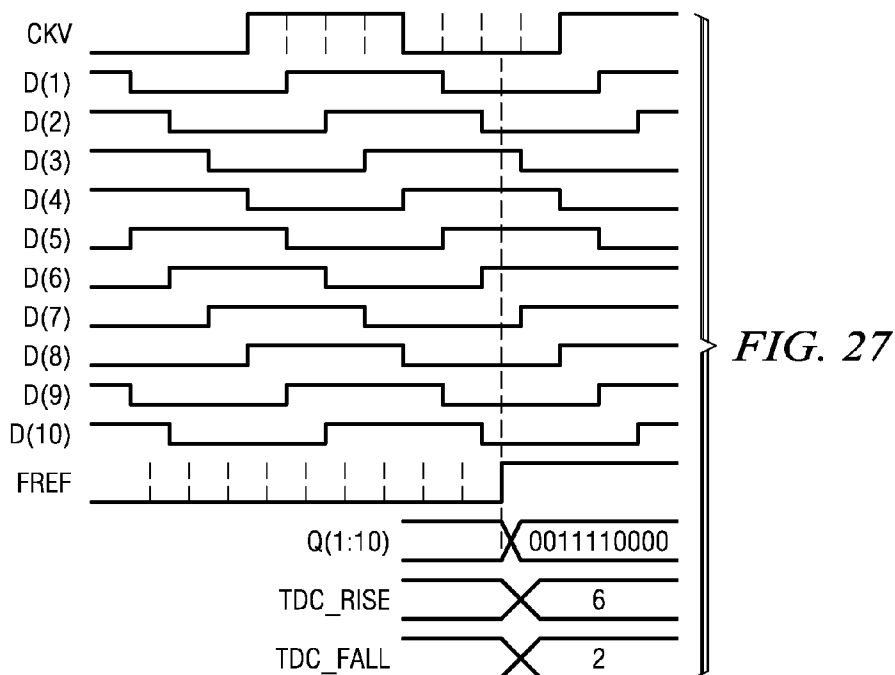 CKV
D(1)
D(2)
D(3)
D(4)
D(5)
D(6)
D(7)
D(8)
D(9)
D(10)
FREF
Q(1:10) 0011110000
TDC_RISE 6
TDC_FALL 2
FIG. 27